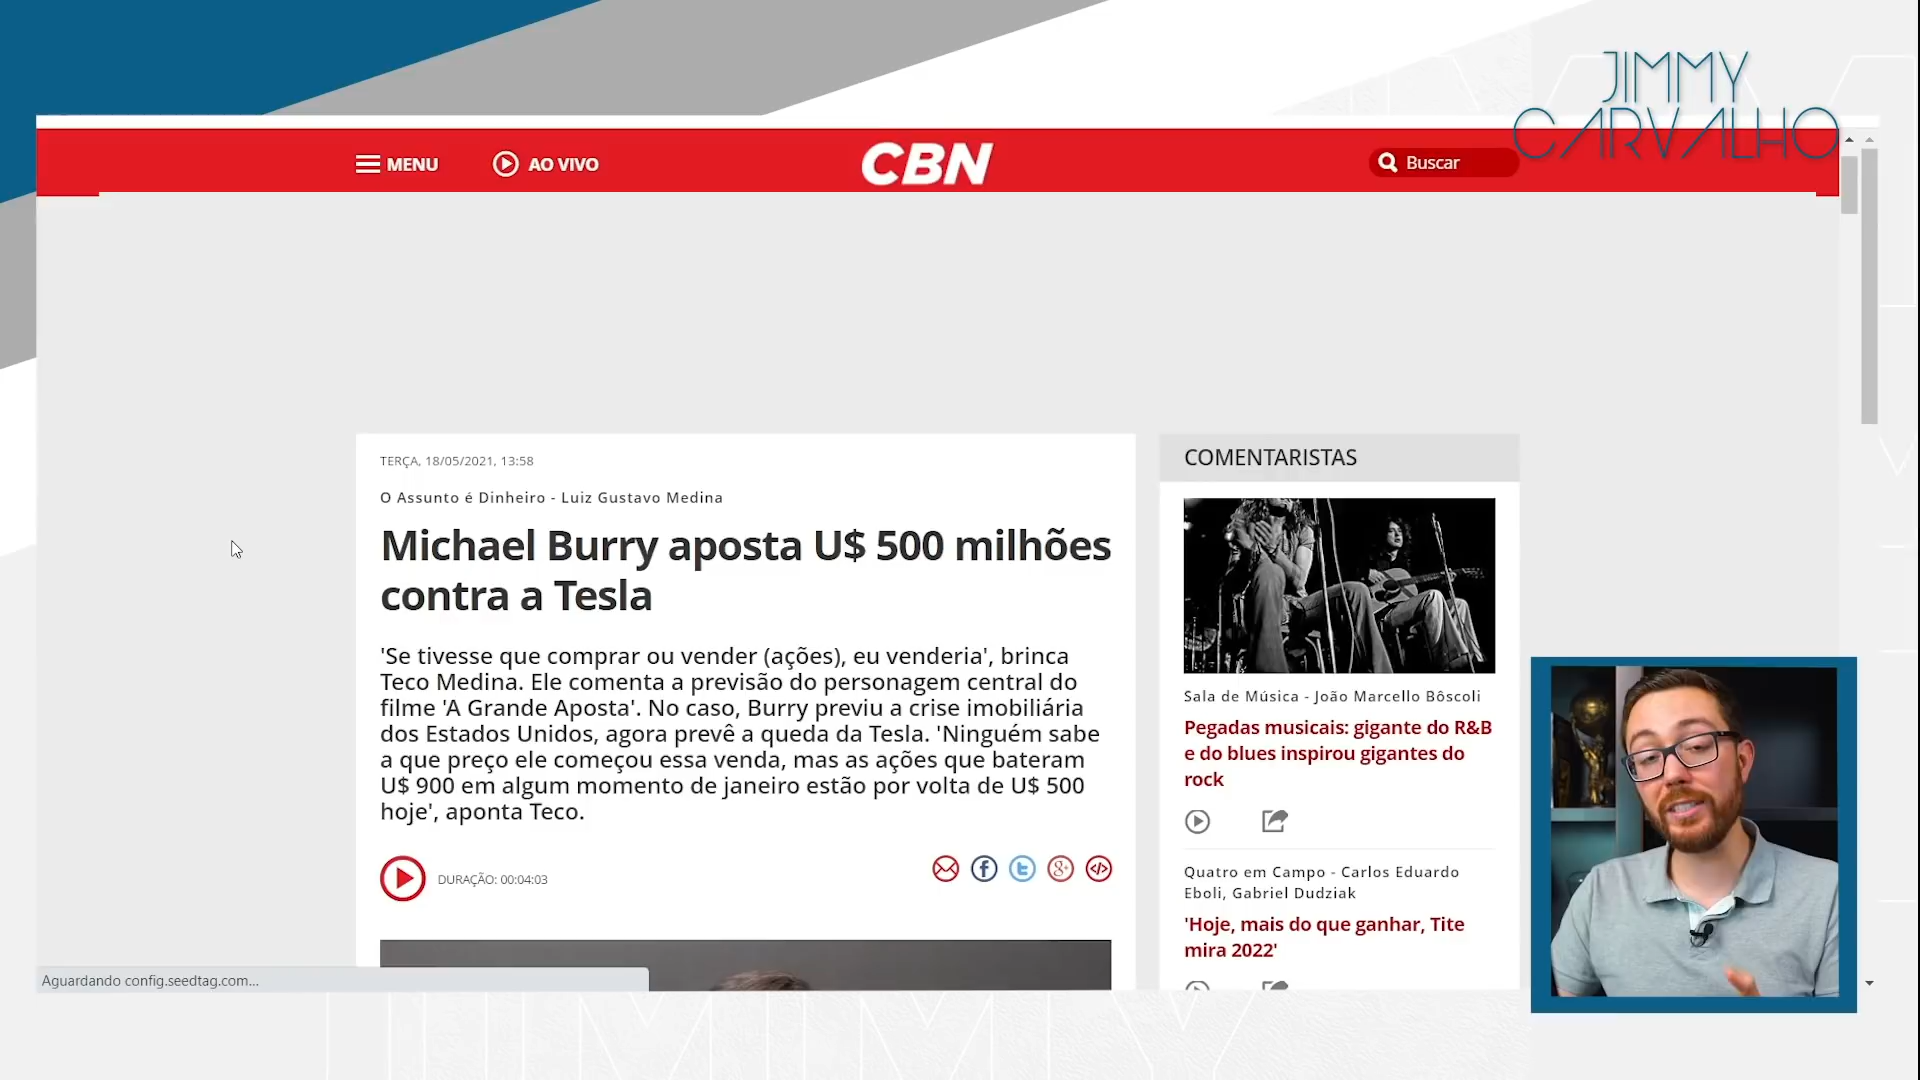 JIMMY
CARVALHO
MENU
AO VIVO
CBN
Buscar
TERÇA, 18/05/2021, 13:58
O Assunto é Dinheiro - Luiz Gustavo Medina
Michael Burry aposta U$ 500 milhões
contra a Tesla
'Se tivesse que comprar ou vender (ações), eu venderia', brinca
Teco Medina. Ele comenta a previsão do personagem central do
filme 'A Grande Aposta'. No caso, Burry previu a crise imobiliária
dos Estados Unidos, agora prevê a queda da Tesla. 'Ninguém sabe
a que preço ele começou essa venda, mas as ações que bateram
U$ 900 em algum momento de janeiro estão por volta de U$ 500
hoje', aponta Teco.
DURAÇÃO: 00:04:03
COMENTARISTAS
Sala de Música - João Marcello Bôscoli
Pegadas musicais: gigante do R&B
e do blues inspirou gigantes do
rock
Quatro em Campo - Carlos Eduardo
Eboli, Gabriel Dudziak
'Hoje, mais do que ganhar, Tite
mira 2022'
Aguardando config.seedtag.com...
JIMMY